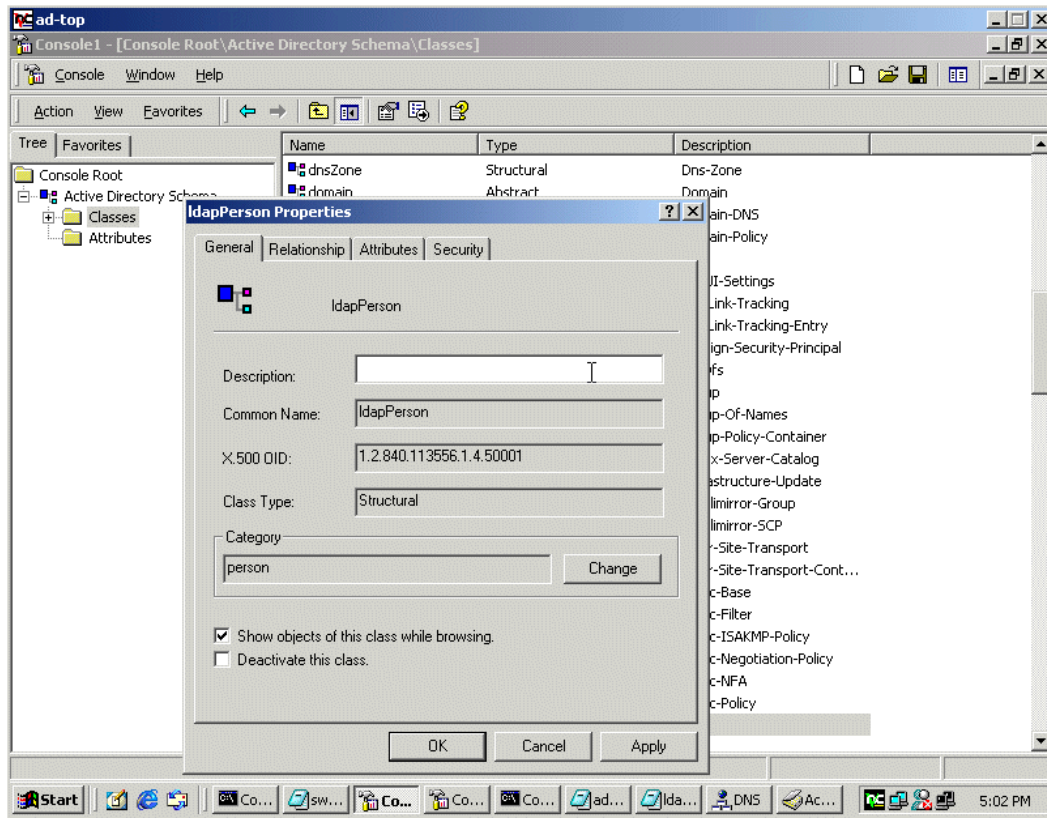 ad-top
Console1 - [Console Root\Active Directory Schema\Classes]
Console Window Help
Action View Favorites
Tree Favorites
Name Type Description
Console Root
Active Directory Schema
Classes
Attributes
dnsZone Structural Dns-Zone
domain Abstract Domain
ain-DNS
ain-Policy
UI-Settings
Link-Tracking
Link-Tracking-Entry
ign-Security-Principal
fs
up
up-Of-Names
up-Policy-Container
x-Server-Catalog
astructure-Update
limirror-Group
limirror-SCP
r-Site-Transport
r-Site-Transport-Cont...
c-Base
c-Filter
c-ISAKMP-Policy
c-Negotiation-Policy
c-NFA
c-Policy
ldapPerson Properties
General Relationship Attributes Security
ldapPerson
Description:
Common Name: ldapPerson
X.500 OID: 1.2.840.113556.1.4.50001
Class Type: Structural
Category
person Change
Show objects of this class while browsing.
Deactivate this class.
OK Cancel Apply
Start Co... sw... Co... Co... Co... ad... lda... DNS Ac... 5:02 PM